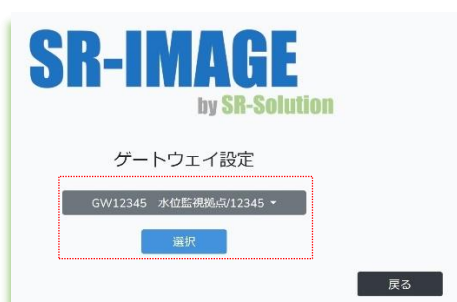 SR-IMAGE
by SR-Solution
ゲートウェイ設定
GW12345 水位監視拠点/12345
選択
戻る